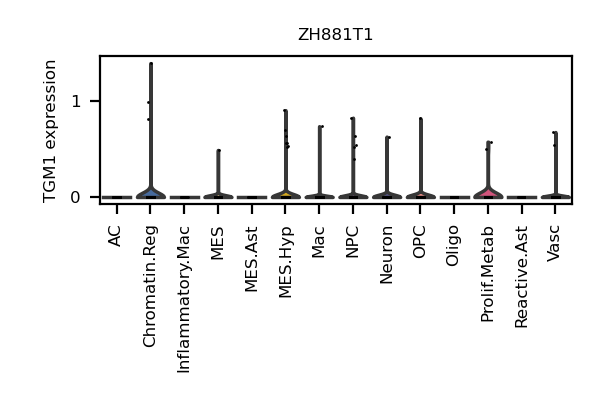 ZH881T1
TGM1 expression
1
0
AC
Chromatin.Reg
Inflammatory.Mac
MES
MES.Ast
MES.Hyp
Mac
NPC
Neuron
OPC
Oligo
Prolif.Metab
Reactive.Ast
Vasc